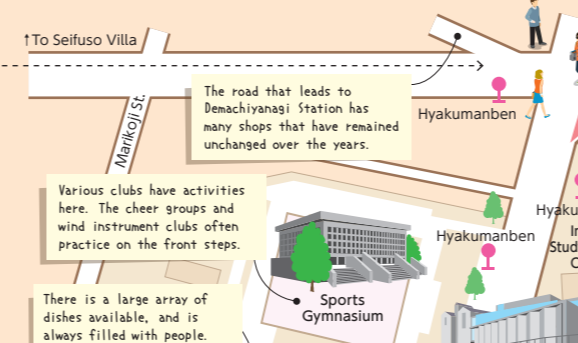 ↑To Seifuso Villa
The road that leads to
Demachiyanagi Station has
many shops that have remained
unchanged over the years.
Hyakumanben
Marikoji St.
Various clubs have activities
here. The cheer groups and
wind instrument clubs often
practice on the front steps.
Hyakumanben
Sports
Gymnasium
There is a large array of
dishes available, and is
always filled with people.